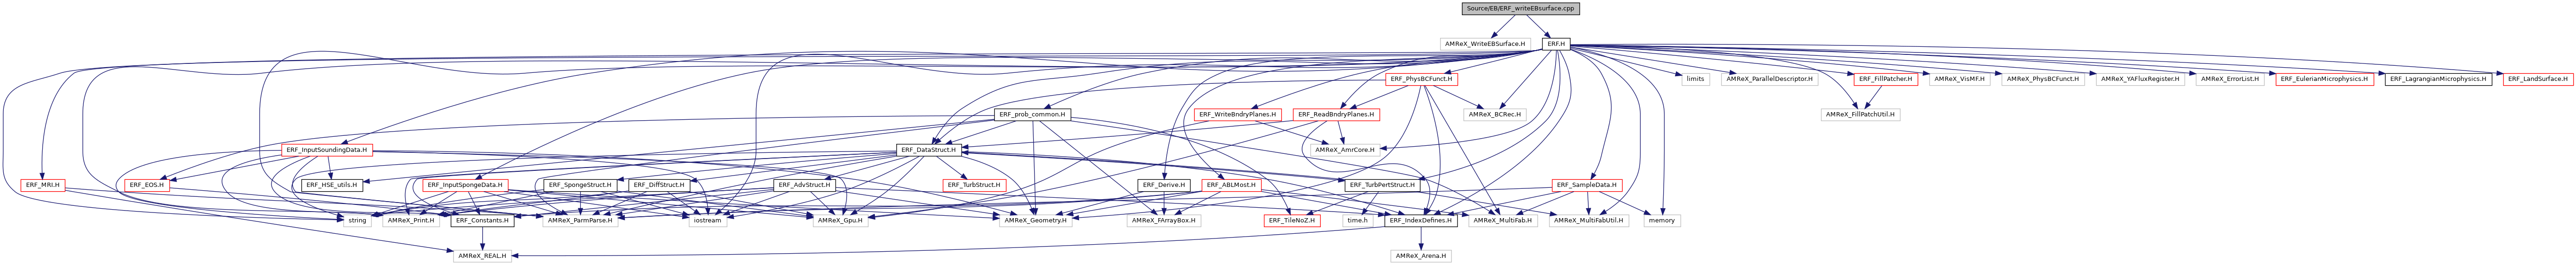 Source/EB/ERF_writeEBsurface.cpp
AMReX_WriteEBSurface.H
ERF.H
ERF_PhysBCFunct.H
limits
AMReX_ParallelDescriptor.H
ERF_FillPatcher.H
AMReX_VisMF.H
AMReX_PhysBCFunct.H
AMReX_YAFluxRegister.H
AMReX_ErrorList.H
ERF_EulerianMicrophysics.H
ERF_LagrangianMicrophysics.H
ERF_LandSurface.H
ERF_prob_common.H
ERF_WriteBndryPlanes.H
ERF_ReadBndryPlanes.H
AMReX_BCRec.H
AMReX_FillPatchUtil.H
ERF_InputSoundingData.H
ERF_DataStruct.H
AMReX_AmrCore.H
ERF_MRI.H
ERF_EOS.H
ERF_HSE_utils.H
ERF_InputSpongeData.H
ERF_SpongeStruct.H
ERF_DiffStruct.H
ERF_AdvStruct.H
ERF_TurbStruct.H
ERF_Derive.H
ERF_ABLMost.H
ERF_TurbPertStruct.H
ERF_SampleData.H
string
AMReX_Print.H
ERF_Constants.H
AMReX_ParmParse.H
iostream
AMReX_Gpu.H
AMReX_Geometry.H
AMReX_FArrayBox.H
ERF_TileNoZ.H
time.h
ERF_IndexDefines.H
AMReX_MultiFab.H
AMReX_MultiFabUtil.H
memory
AMReX_REAL.H
AMReX_Arena.H